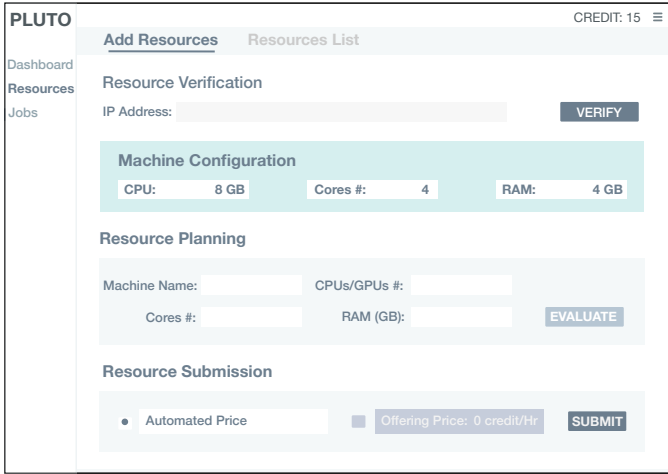 PLUTO
CREDIT: 15
Add Resources Resources List
Dashboard
Resources
Jobs
Resource Verification
IP Address: VERIFY
Machine Configuration
CPU: 8 GB Cores #: 4 RAM: 4 GB
Resource Planning
Machine Name: CPUs/GPUs #:
Cores #: RAM (GB): EVALUATE
Resource Submission
Automated Price Offering Price: 0 credit/Hr SUBMIT